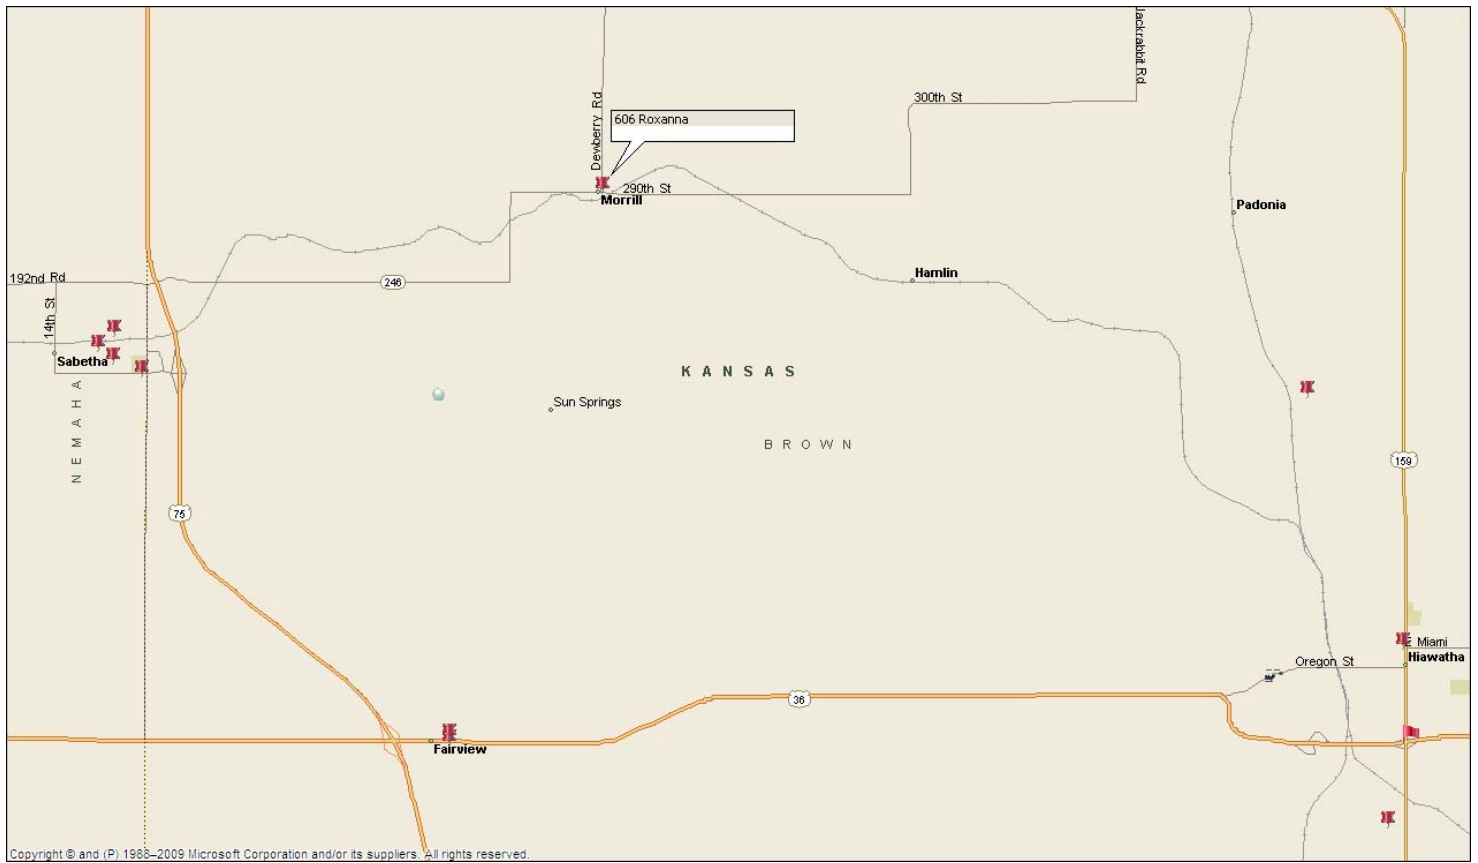 Jackrabbit Rd
300th St
Dewberry Rd
606 Roxanna
290th St
Morrill
Padonia
Hamlin
192nd Rd
246
14th St
Sabetha
KANSAS
NEMAHA
Sun Springs
BROWN
159
75
E Miami
Hiawatha
Oregon St
36
Fairview
Copyright © and (P) 1988–2009 Microsoft Corporation and/or its suppliers. All rights reserved.